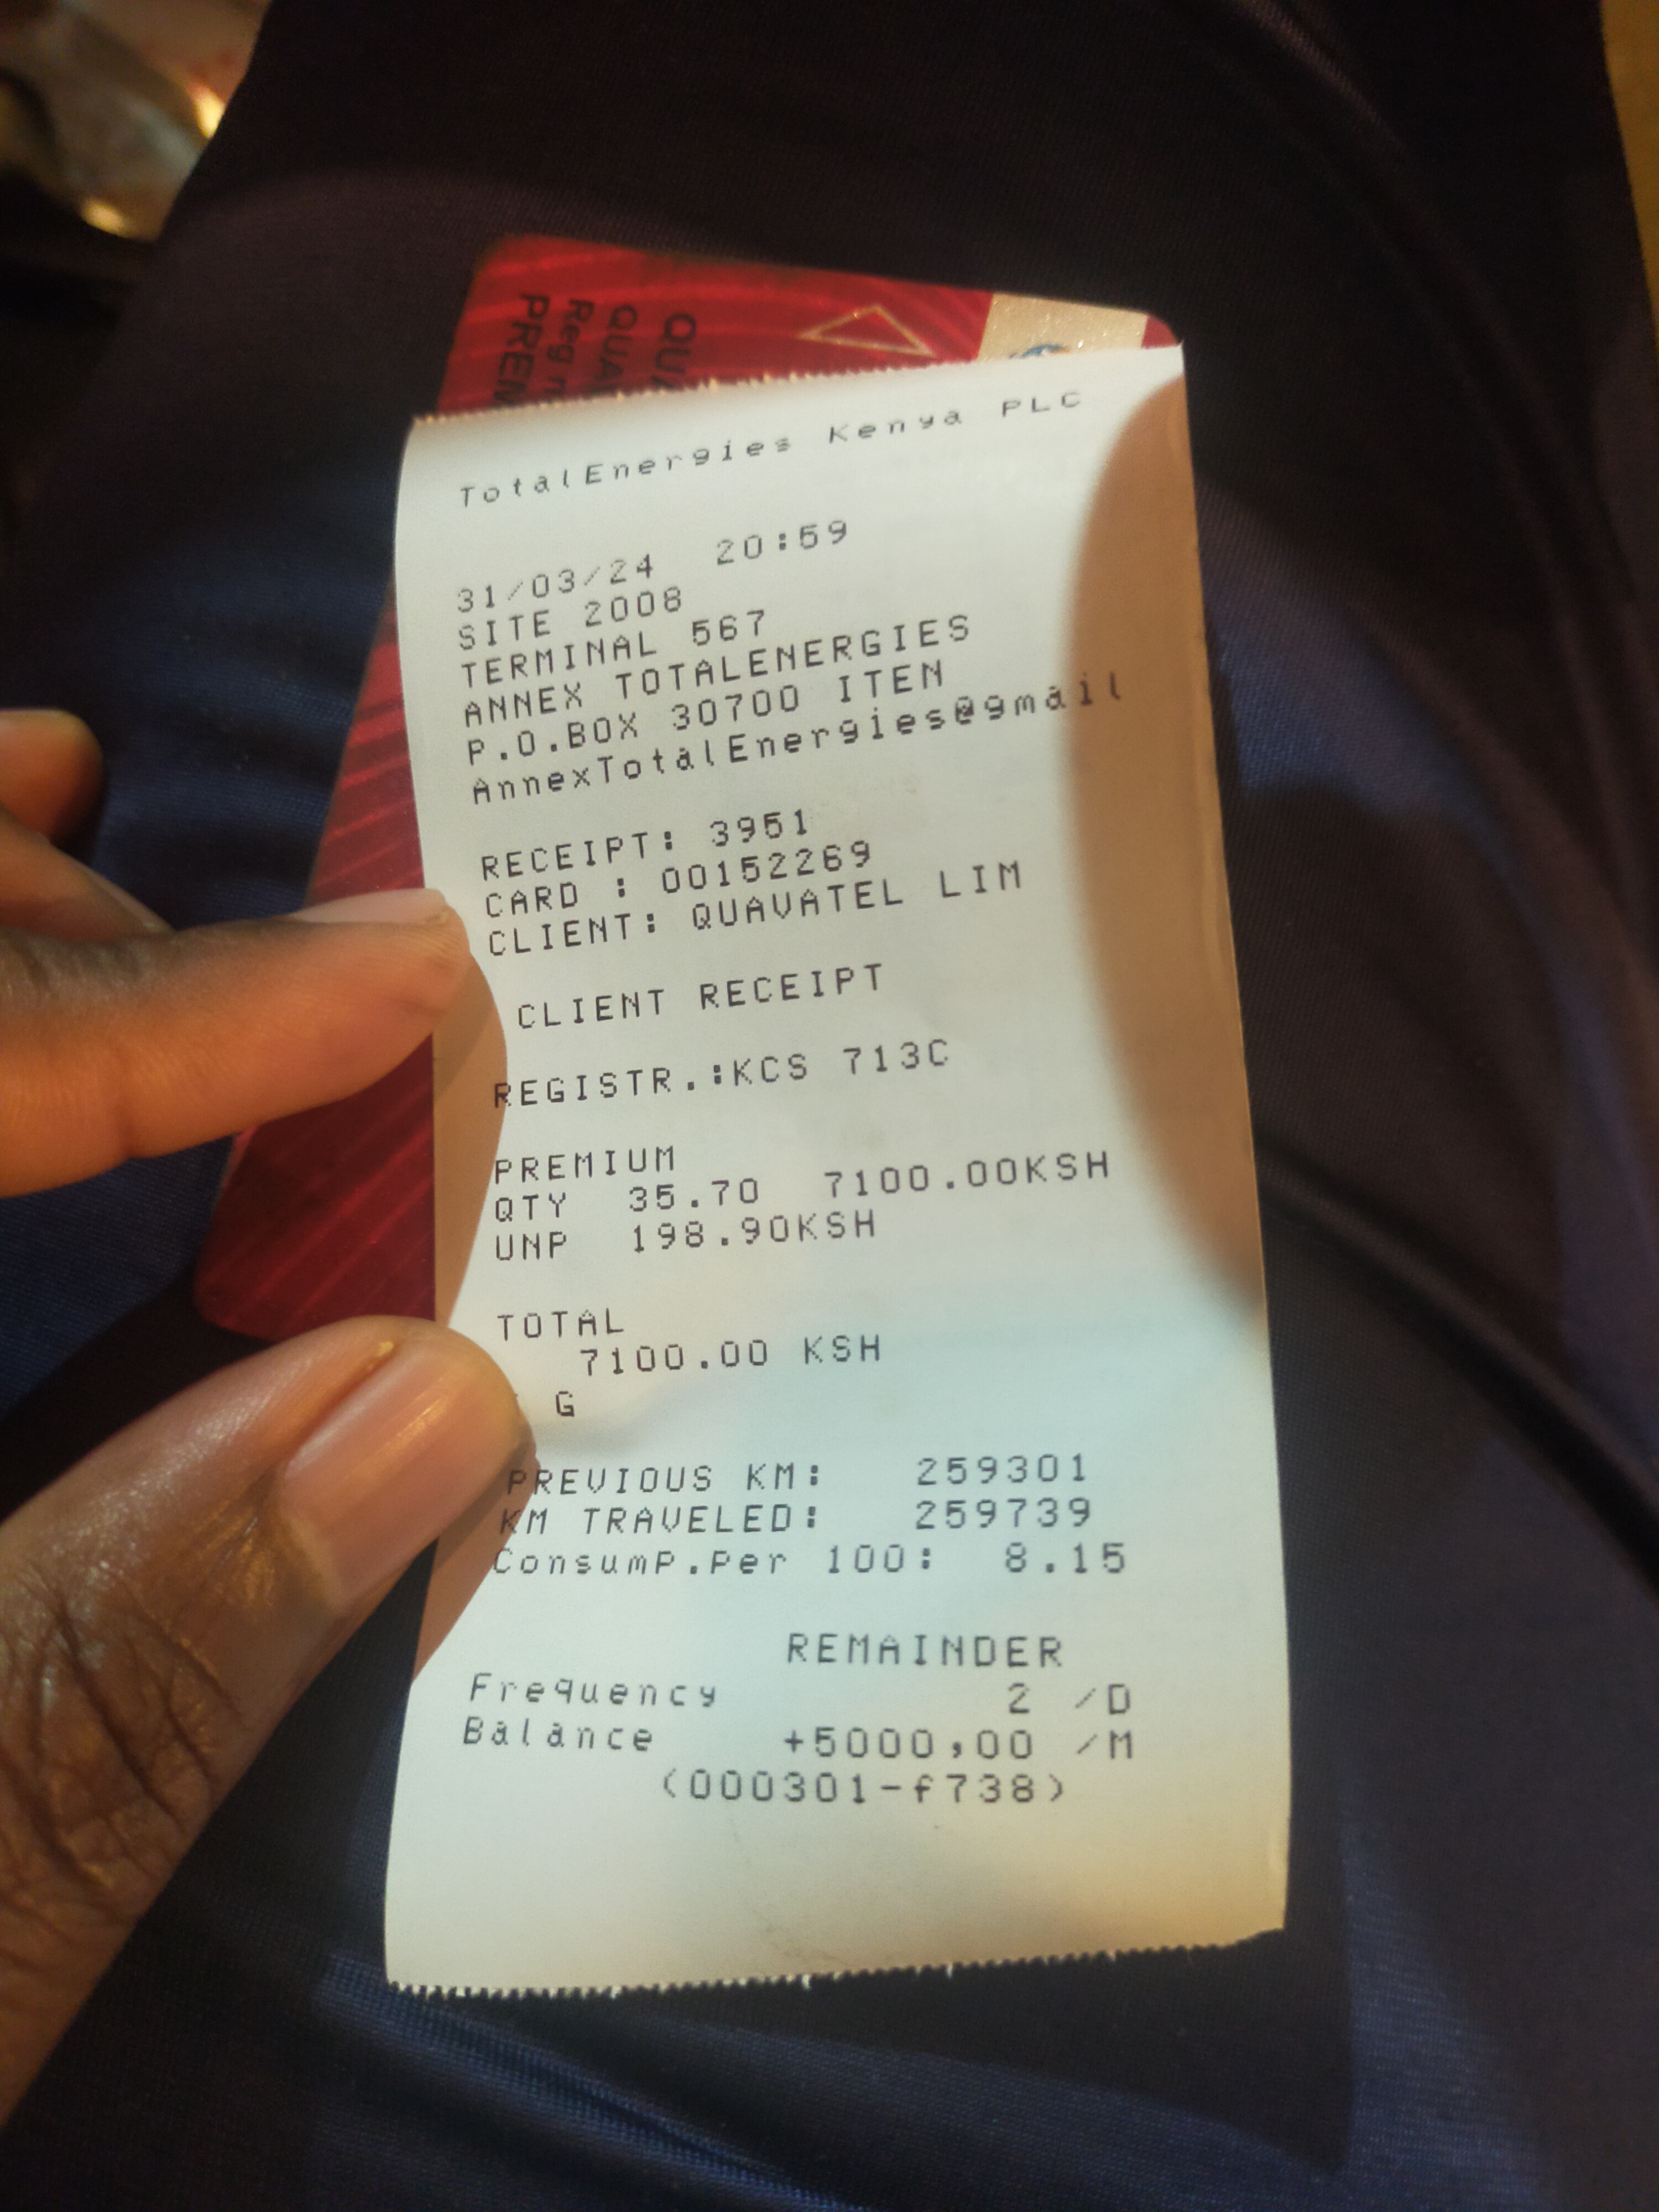 TotalEnergies Kenya PLC
31/03/24 20:59
SITE 2008
TERMINAL 567
ANNEX TOTALENERGIES
P.O.BOX 30700 ITEN
AnnexTotalEnergies@gmail
RECEIPT: 3951
CARD : 00152269
CLIENT: QUAVATEL LIM
CLIENT RECEIPT
REGISTR.:KCS 713C
PREMIUM
QTY 35.70 7100.00KSH
UNP 198.90KSH
TOTAL
7100.00 KSH
G
PREVIOUS KM: 259301
KM TRAVELED: 259739
Consump.Per 100: 8.15
REMAINDER
Frequency 2 /D
Balance +5000,00 /M
(000301-f738)